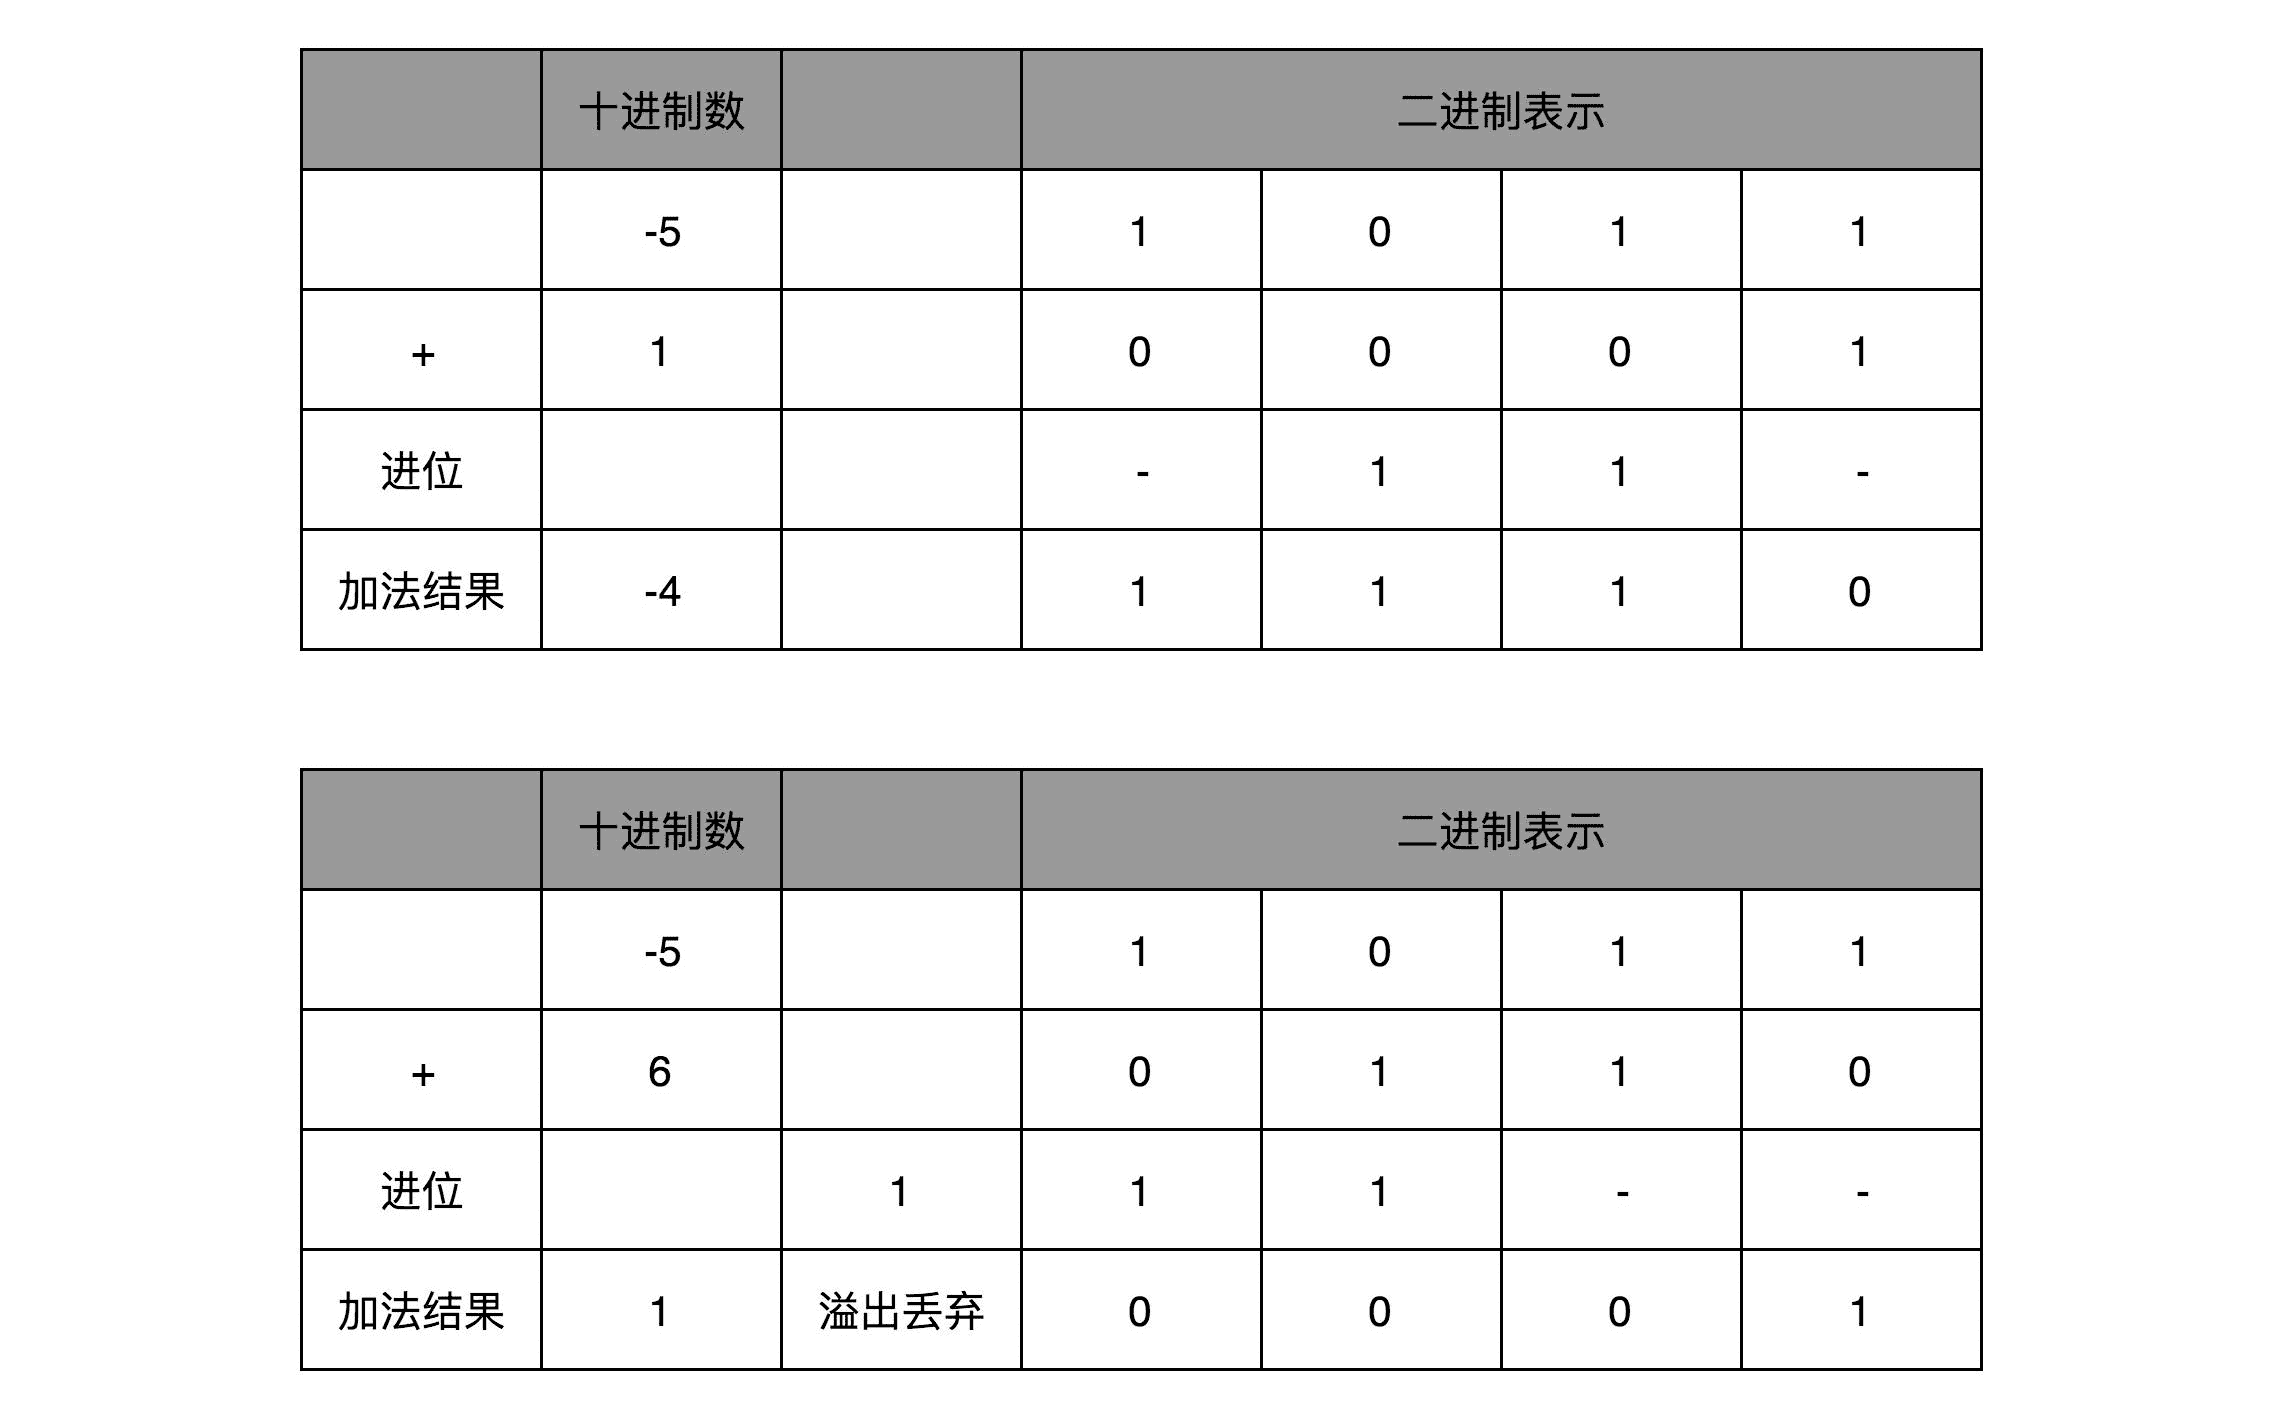 十进制数 二进制表示
-5 1 0 1 1
+ 1 0 0 0 1
进位 - 1 1 -
加法结果 -4 1 1 1 0
十进制数 二进制表示
-5 1 0 1 1
+ 6 0 1 1 0
进位 1 1 1 - -
加法结果 1 溢出丢弃 0 0 0 1